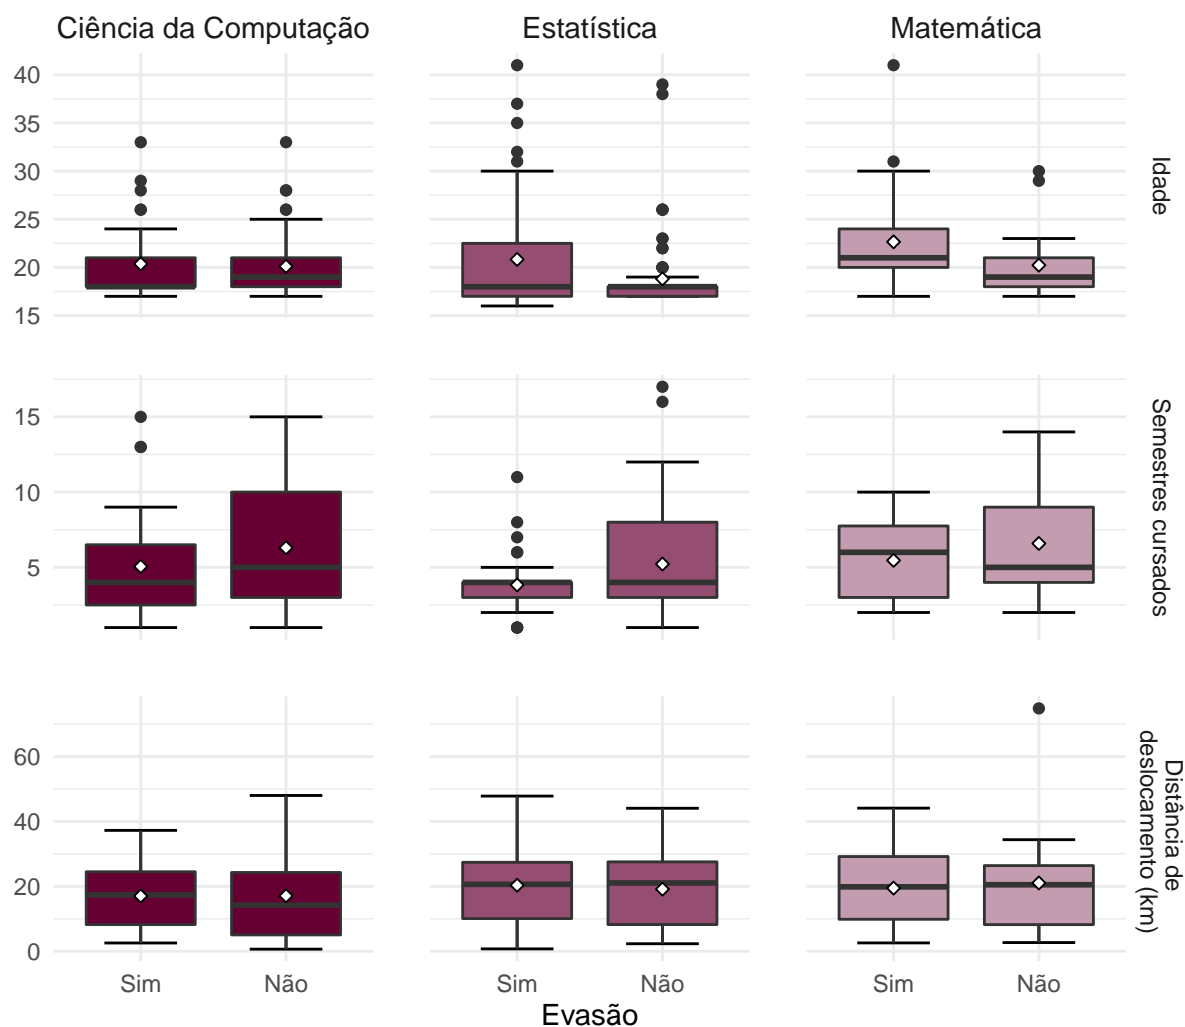 Ciência da Computação Estatística Matemática
40
35
30
25
20
15
Idade
15
10
5
Semestres cursados
60
40
20
0
Distância de
deslocamento (km)
Sim Não Sim Não Sim Não
Evasão